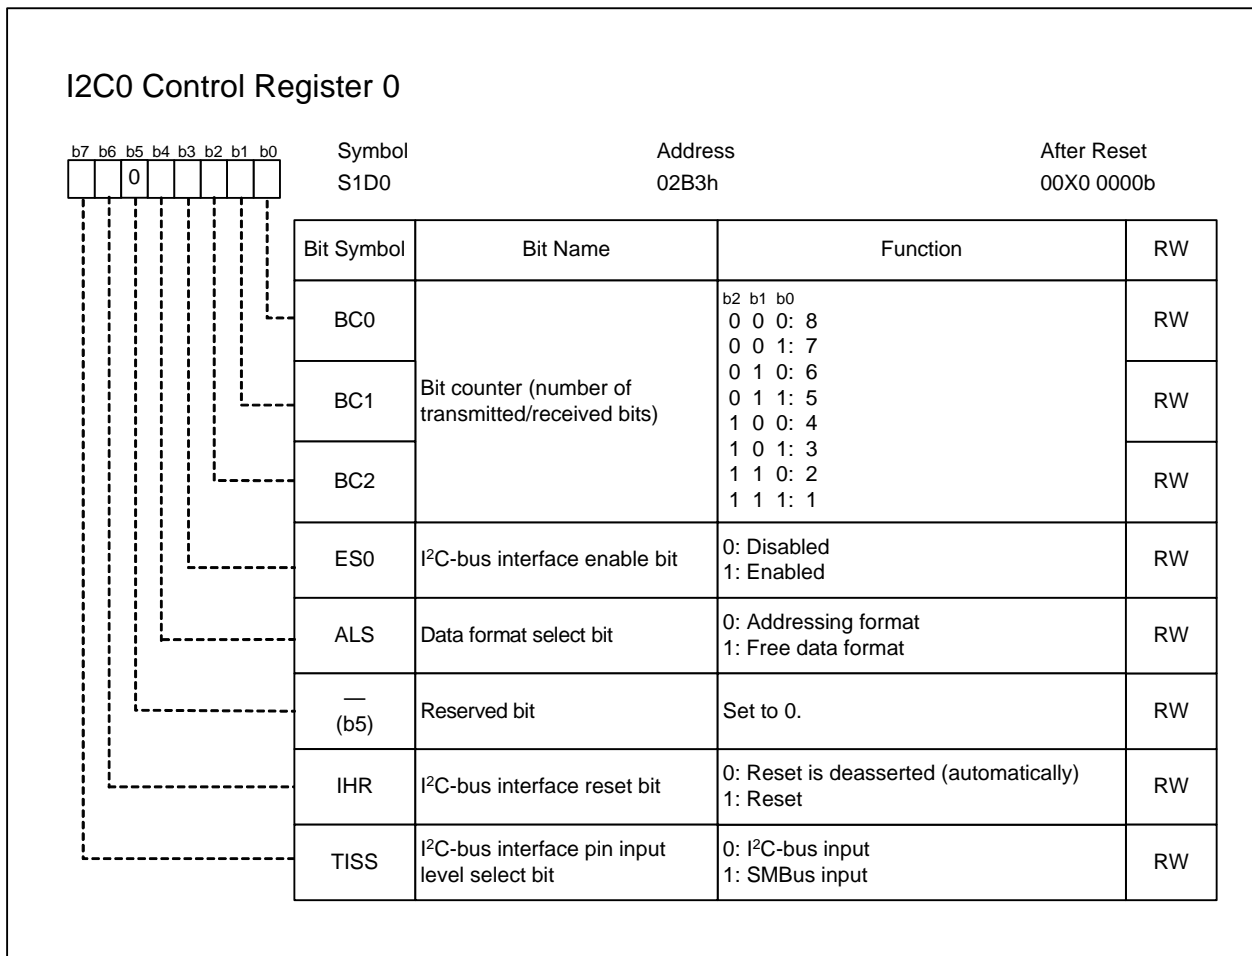 I2C0 Control Register 0
b7 b6 b5 b4 b3 b2 b1 b0
0
Symbol Address After Reset
S1D0 02B3h 00X0 0000b
Bit Symbol Bit Name Function RW
BC0 RW
BC1 RW
BC2 RW
Bit counter (number of
transmitted/received bits)
b2 b1 b0
0 0 0: 8
0 0 1: 7
0 1 0: 6
0 1 1: 5
1 0 0: 4
1 0 1: 3
1 1 0: 2
1 1 1: 1
ES0 I²C-bus interface enable bit 0: Disabled
1: Enabled
RW
ALS Data format select bit 0: Addressing format
1: Free data format
RW
—
(b5) Reserved bit Set to 0. RW
IHR I²C-bus interface reset bit 0: Reset is deasserted (automatically)
1: Reset
RW
TISS I²C-bus interface pin input
level select bit
0: I²C-bus input
1: SMBus input
RW